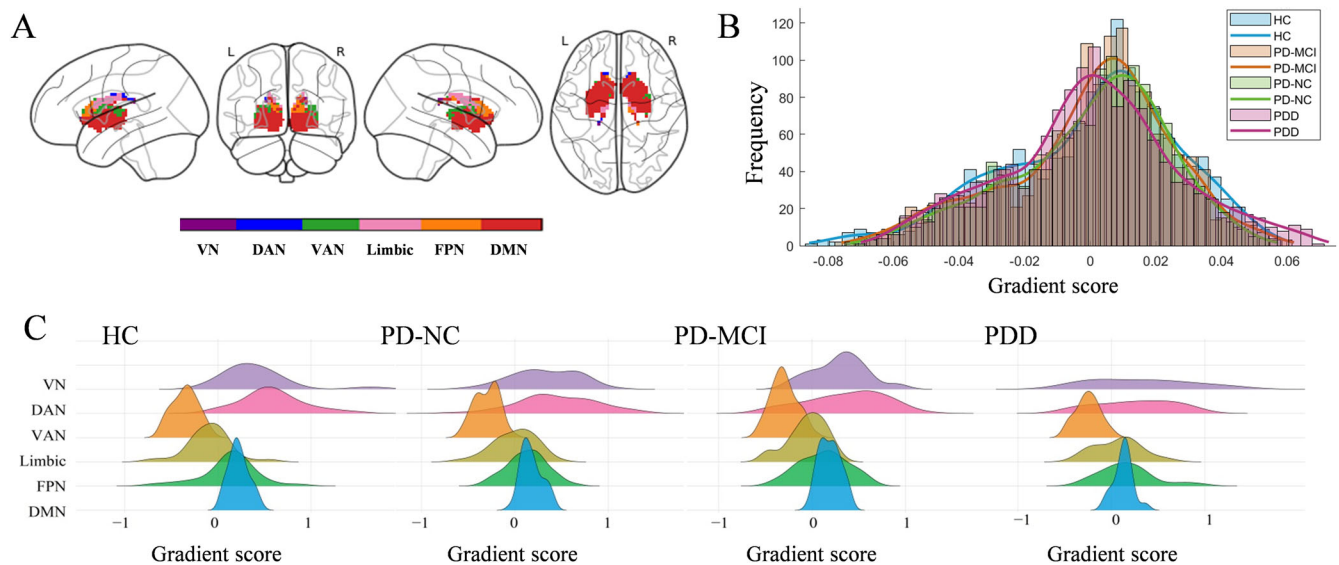 A
L
R
L
R
VN DAN VAN Limbic FPN DMN
B
Frequency
120
100
80
60
40
20
0
-0.08 -0.06 -0.04 -0.02 0 0.02 0.04 0.06
Gradient score
HC
HC
PD-MCI
PD-MCI
PD-NC
PD-NC
PDD
PDD
C
HC PD-NC PD-MCI PDD
VN
DAN
VAN
Limbic
FPN
DMN
−1 0 1 −1 0 1 −1 0 1 −1 0 1
Gradient score Gradient score Gradient score Gradient score